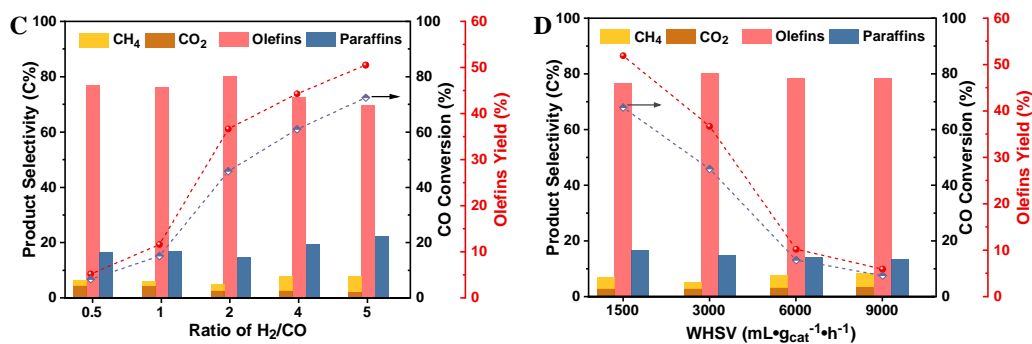 C
CH4 CO2 Olefins Paraffins
Product Selectivity (C%)
100
80
60
40
20
0
0.5 1 2 4 5
Ratio of H2/CO
100
80
60
40
20
0
CO Conversion (%)
60
50
40
30
20
10
0
Olefins Yield (%)
D
CH4 CO2 Olefins Paraffins
Product Selectivity (C%)
100
80
60
40
20
0
1500 3000 6000 9000
WHSV (mL•gcat-1•h-1)
100
80
60
40
20
0
CO Conversion (%)
60
50
40
30
20
10
0
Olefins Yield (%)